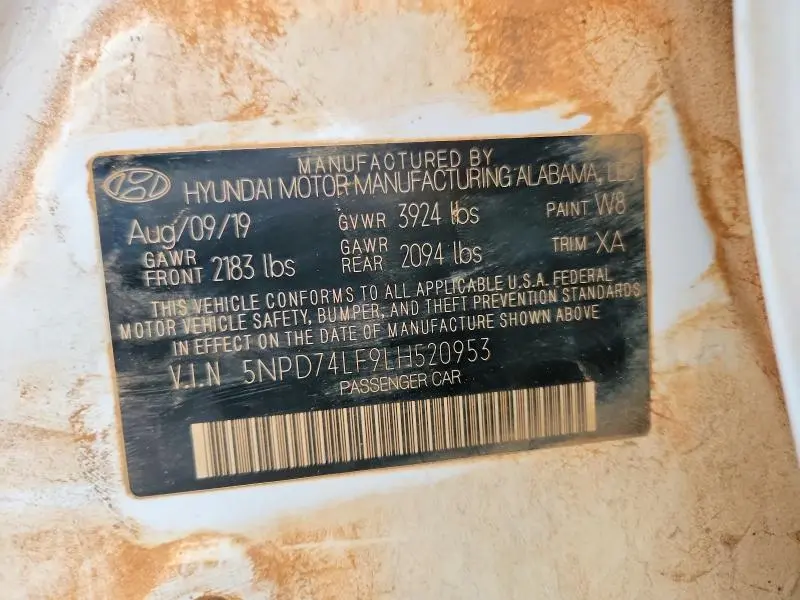 MANUFACTURED BY
HYUNDAI MOTOR MANUFACTURING ALABAMA, LLC
Aug/09/19 GVWR 3924 lbs PAINT W8
GAWR FRONT 2183 lbs GAWR REAR 2094 lbs TRIM XA
THIS VEHICLE CONFORMS TO ALL APPLICABLE U.S.A. FEDERAL
MOTOR VEHICLE SAFETY, BUMPER, AND THEFT PREVENTION STANDARDS
IN EFFECT ON THE DATE OF MANUFACTURE SHOWN ABOVE
V.I.N 5NPD74LF9LH520953
PASSENGER CAR